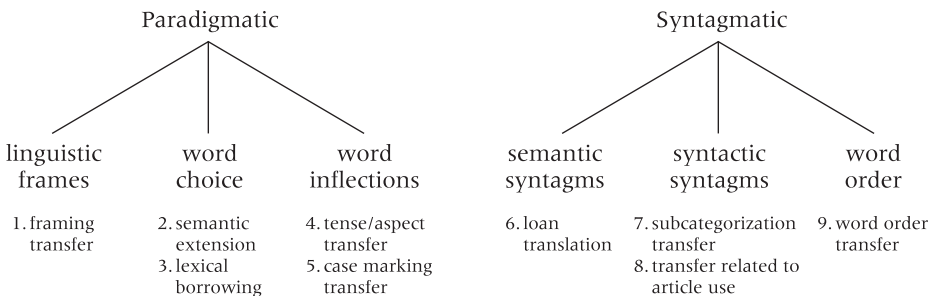 Paradigmatic
linguistic
frames
1. framing
transfer
word
choice
2. semantic
extension
3. lexical
borrowing
word
inflections
4. tense/aspect
transfer
5. case marking
transfer
Syntagmatic
semantic
syntagms
6. loan
translation
syntactic
syntagms
7. subcategorization
transfer
8. transfer related to
article use
word
order
9. word order
transfer